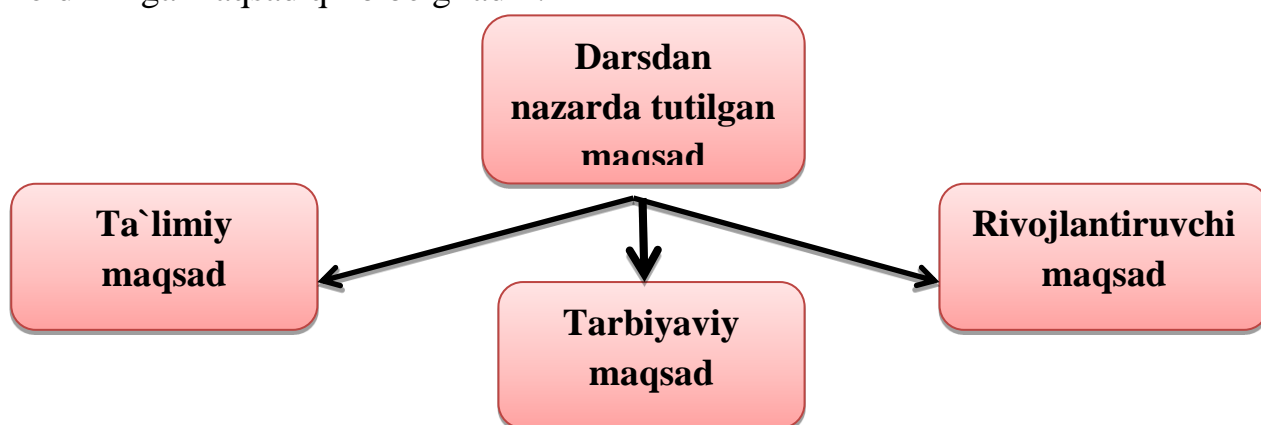 Darsdan
nazarda tutilgan
maqsad
Ta`limiy
maqsad
Rivojlantiruvchi
maqsad
Tarbiyaviy
maqsad